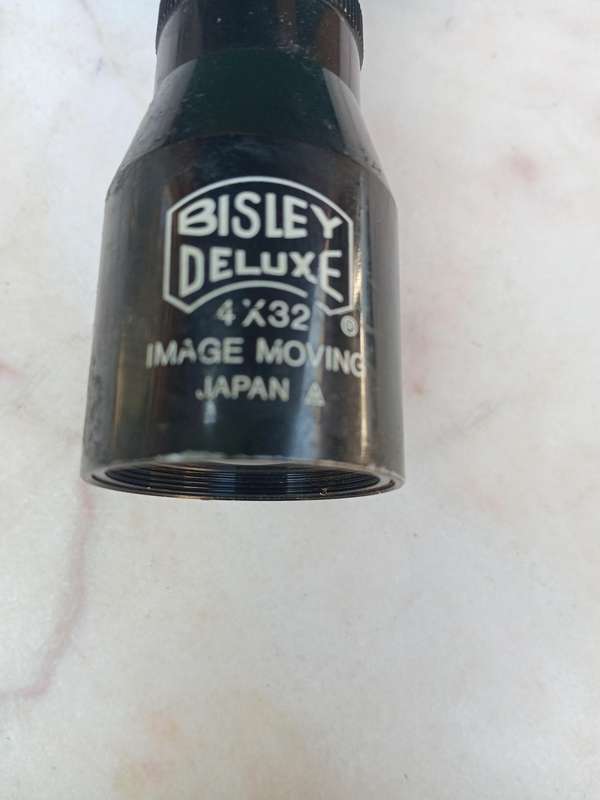 BISLEY
DELUXE
4X32
IMAGE MOVING
JAPAN